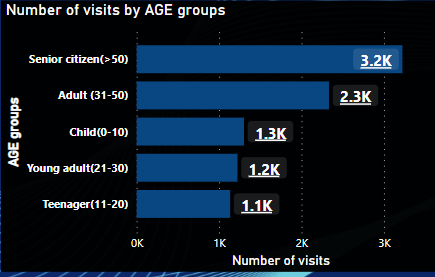 Number of visits by AGE groups
AGE groups
Senior citizen(>50) 3.2K
Adult (31-50) 2.3K
Child(0-10) 1.3K
Young adult(21-30) 1.2K
Teenager(11-20) 1.1K
0K 1K 2K 3K
Number of visits